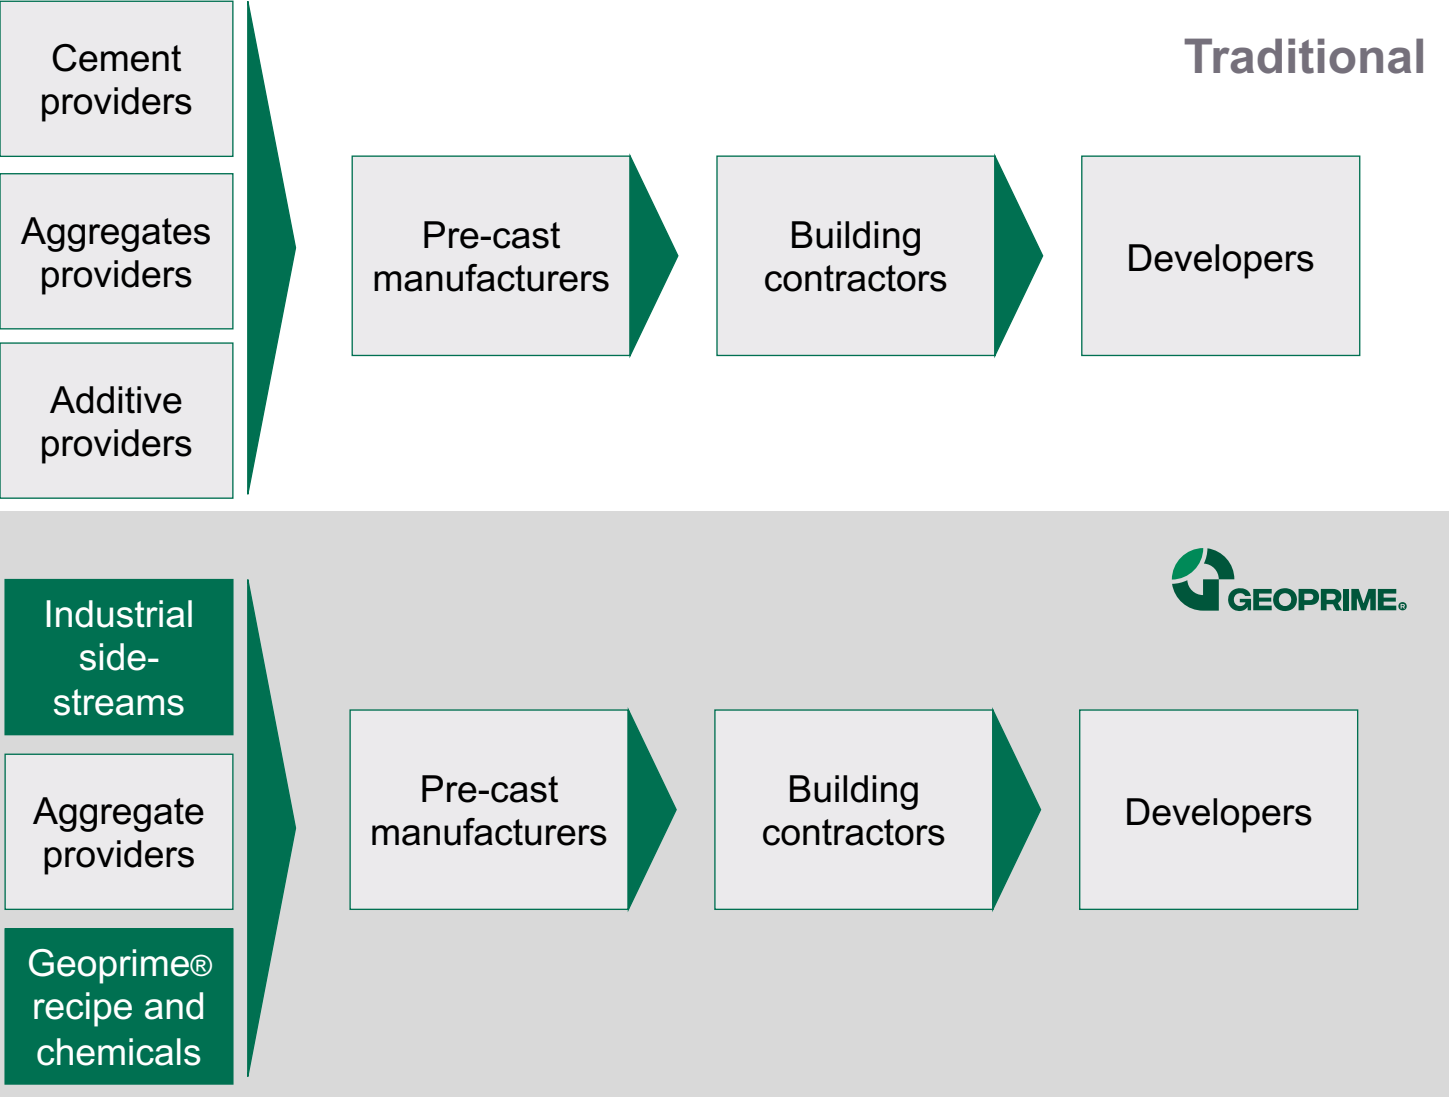 Traditional
Cement
providers
Aggregates
providers
Additive
providers
Pre-cast
manufacturers
Building
contractors
Developers
GEOPRIME®
Industrial
side-
streams
Aggregate
providers
Geoprime®
recipe and
chemicals
Pre-cast
manufacturers
Building
contractors
Developers